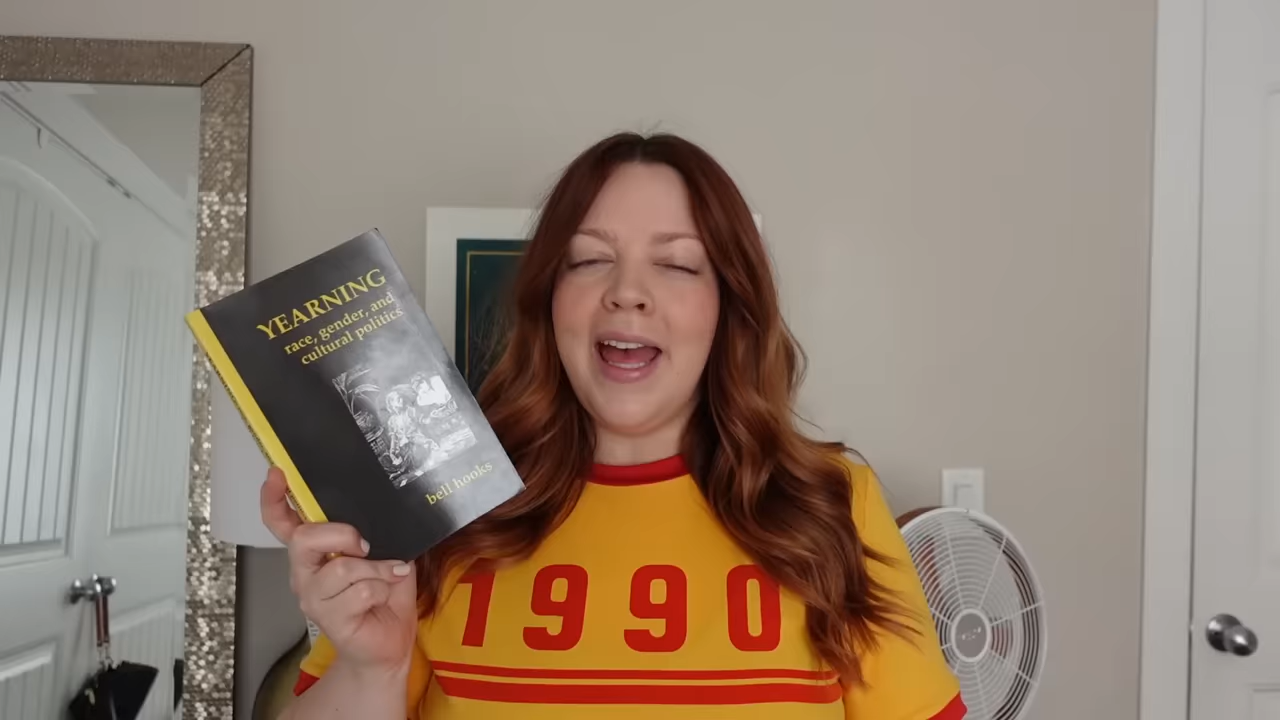 YEARNING
race, gender, and
cultural politics
bell hooks
1990